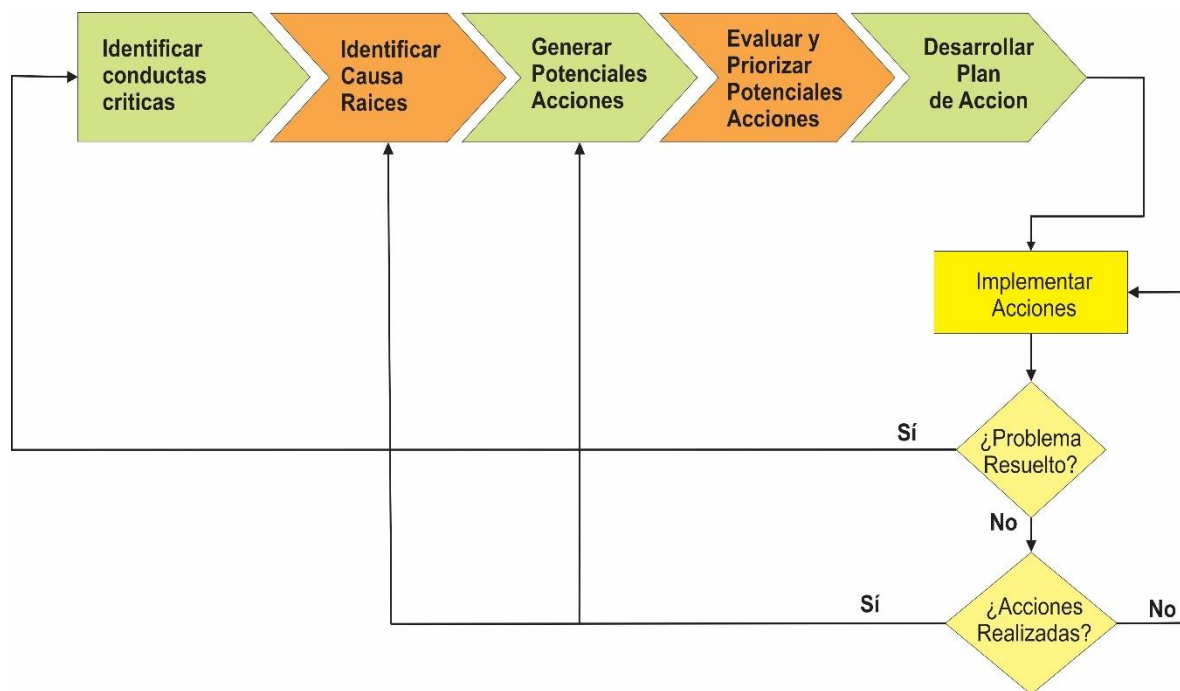 Identificar
conductas
criticas
Identificar
Causa
Raices
Generar
Potenciales
Acciones
Evaluar y
Priorizar
Potenciales
Acciones
Desarrollar
Plan
de Accion
Implementar
Acciones
¿Problema
Resuelto?
Sí
No
¿Acciones
Realizadas?
Sí
No